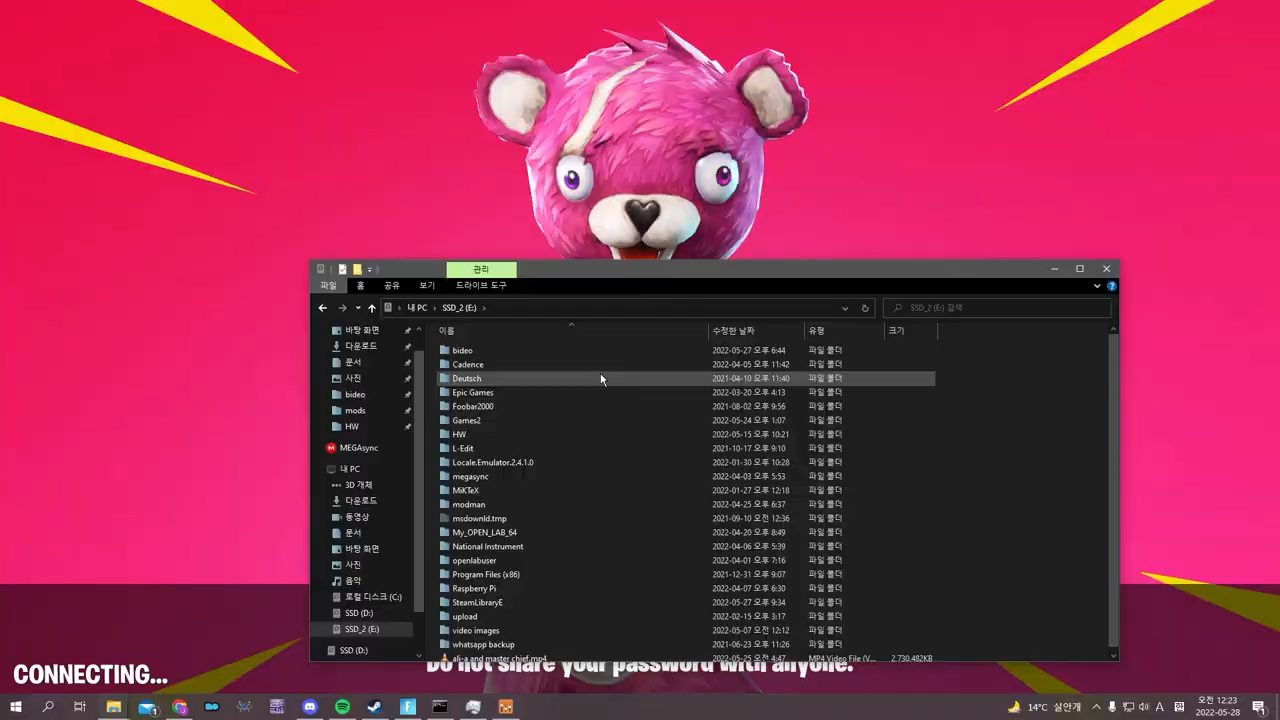 관리
파일 홈 공유 보기 드라이브 도구
내 PC SSD_2 (E:) SSD_2 (E:) 검색
이름 수정한 날짜 유형 크기
바탕 화면
다운로드
문서
사진
bideo
mods
HW
MEGAsync
내 PC
3D 개체
다운로드
동영상
문서
바탕 화면
사진
음악
로컬 디스크 (C:)
SSD (D:)
SSD_2 (E:)
SSD (D:)
bideo 2022-05-27 오후 6:44 파일 폴더
Cadence 2022-04-05 오후 11:42 파일 폴더
Deutsch 2021-04-10 오후 11:40 파일 폴더
Epic Games 2022-03-20 오후 4:13 파일 폴더
Foobar2000 2021-08-02 오후 9:56 파일 폴더
Games2 2022-05-24 오후 1:07 파일 폴더
HW 2022-05-15 오후 10:21 파일 폴더
L-Edit 2021-10-17 오후 9:10 파일 폴더
Locale.Emulator.2.4.1.0 2022-01-30 오후 10:28 파일 폴더
megasync 2022-04-03 오후 5:53 파일 폴더
MiKTeX 2022-01-27 오후 12:18 파일 폴더
modman 2022-04-25 오후 6:37 파일 폴더
msdownld.tmp 2021-09-10 오전 12:36 파일 폴더
My_OPEN_LAB_64 2022-04-20 오후 8:49 파일 폴더
National Instrument 2022-04-06 오후 5:39 파일 폴더
openlabuser 2022-04-01 오후 7:16 파일 폴더
Program Files (x86) 2021-12-31 오후 9:07 파일 폴더
Raspberry Pi 2022-04-07 오후 6:30 파일 폴더
SteamLibraryE 2022-05-27 오후 9:34 파일 폴더
upload 2022-02-15 오후 3:17 파일 폴더
video images 2022-05-07 오후 12:12 파일 폴더
whatsapp backup 2021-06-23 오후 11:26 파일 폴더
ali-a and master chief.mp4 2022-05-25 오후 4:47 MP4 Video File (V... 2,730,482KB
Do not share your password with anyone.
CONNECTING...
14°C 실안개 A 오전 12:23
2022-05-28